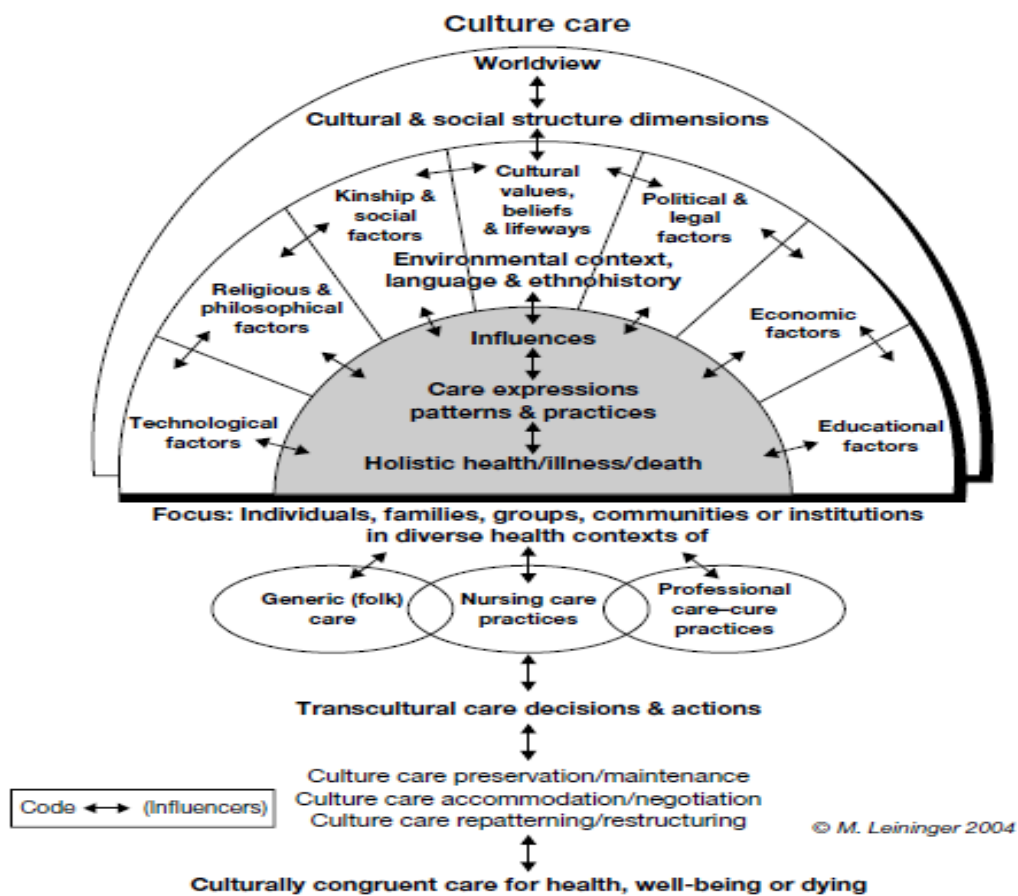 Culture care
Worldview
Cultural & social structure dimensions
Kinship &
social
factors
Cultural
values,
beliefs
& lifeways
Political &
legal
factors
Environmental context,
language & ethnohistory
Religious &
philosophical
factors
Economic
factors
Technological
factors
Educational
factors
Influences
Care expressions
patterns & practices
Holistic health/illness/death
Focus: Individuals, families, groups, communities or institutions
in diverse health contexts of
Generic (folk)
care
Nursing care
practices
Professional
care–cure
practices
Transcultural care decisions & actions
Culture care preservation/maintenance
Culture care accommodation/negotiation
Culture care repatterning/restructuring
Code (Influencers)
© M. Leininger 2004
Culturally congruent care for health, well-being or dying